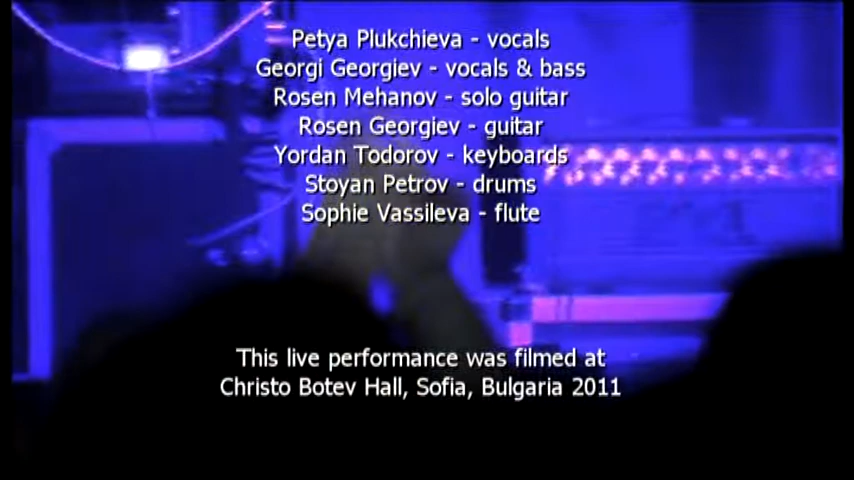 Petya Plukchieva - vocals
Georgi Georgiev - vocals & bass
Rosen Mehanov - solo guitar
Rosen Georgiev - guitar
Yordan Todorov - keyboards
Stoyan Petrov - drums
Sophie Vassileva - flute
This live performance was filmed at
Christo Botev Hall, Sofia, Bulgaria 2011